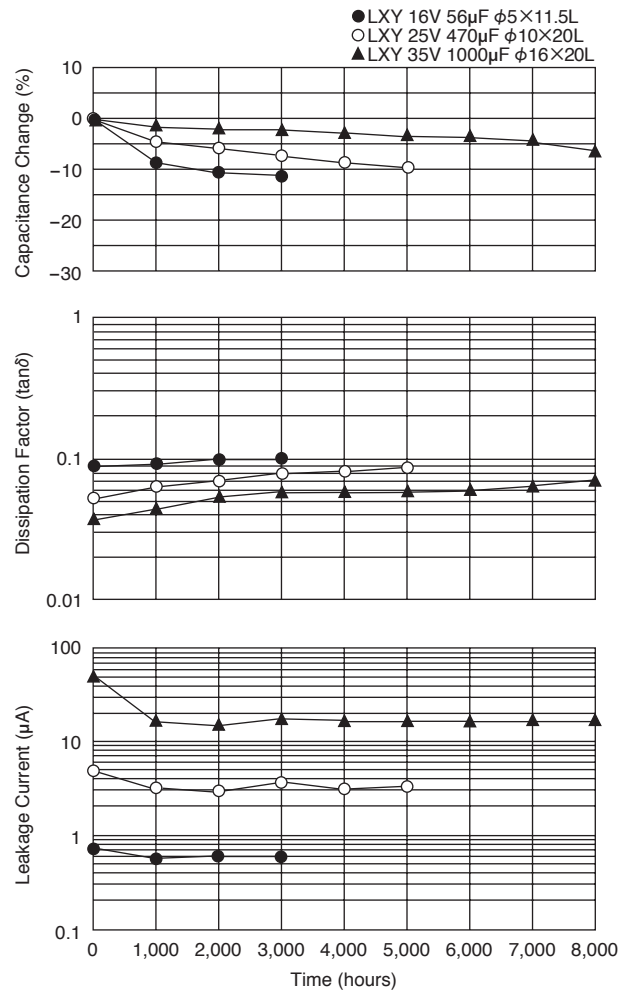 ●LXY 16V 56μF φ5×11.5L
○LXY 25V 470μF φ10×20L
▲LXY 35V 1000μF φ16×20L
Capacitance Change (%)
10
0
−10
−20
−30
Dissipation Factor (tanδ)
1
0.1
0.01
Leakage Current (μA)
100
10
1
0.1
0 1,000 2,000 3,000 4,000 5,000 6,000 7,000 8,000
Time (hours)